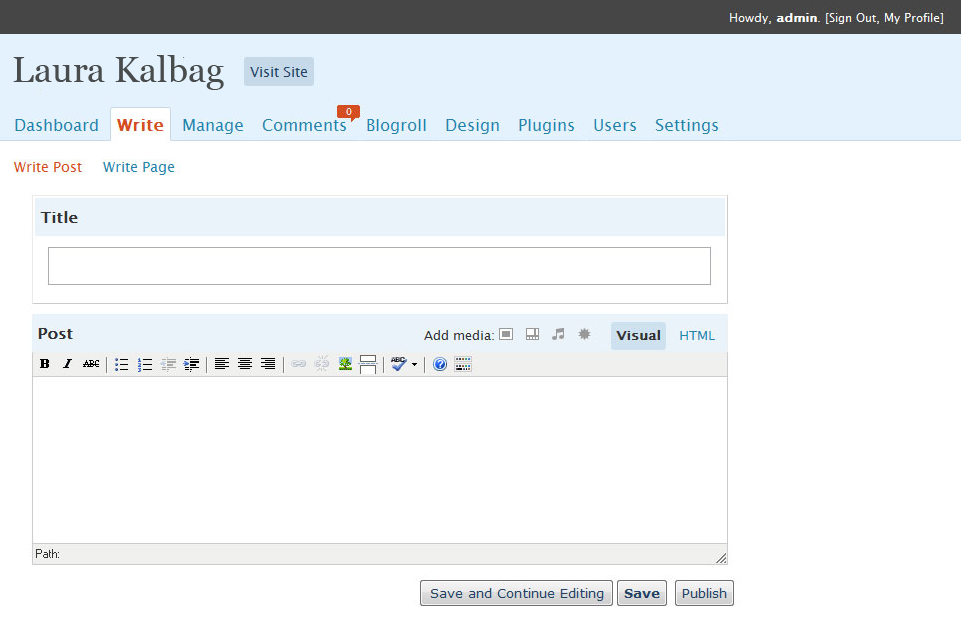 Howdy, admin. [Sign Out, My Profile]
Laura Kalbag Visit Site
Dashboard Write Manage Comments 0 Blogroll Design Plugins Users Settings
Write Post Write Page
Title
Post Add media: Visual HTML
B I ABC ABC
Path:
Save and Continue Editing Save Publish